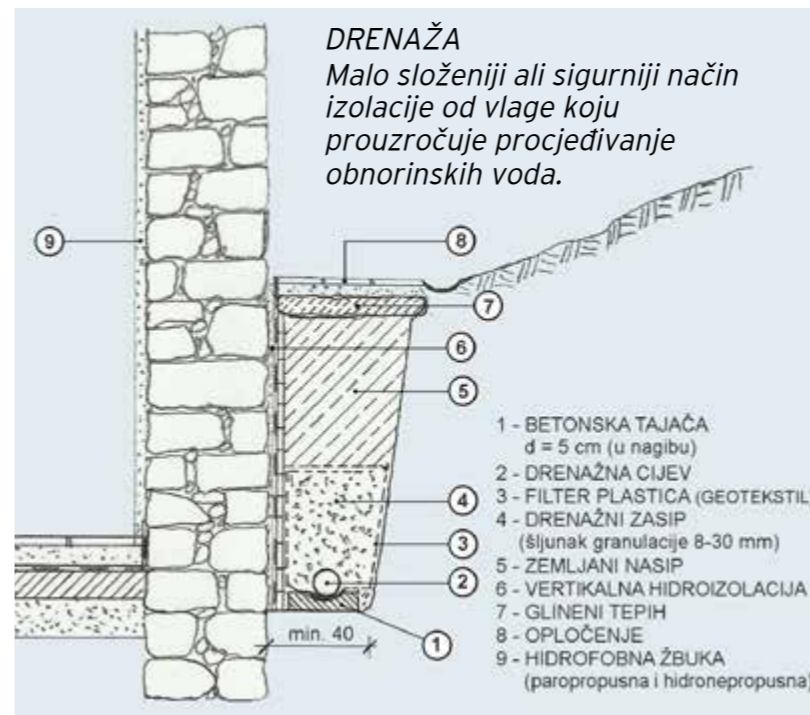 DRENAŽA
Malo složeniji ali sigurniji način
izolacije od vlage koju
prouzročuje procjeđivanje
obnorinskih voda.
9
8
7
6
5
4
3
2
1
min. 40
1 - BETONSKA TAJAČA
d = 5 cm (u nagibu)
2 - DRENAŽNA CIJEV
3 - FILTER PLASTICA (GEOTEKSTIL)
4 - DRENAŽNI ZASIP
(šljunak granulacije 8-30 mm)
5 - ZEMLJANI NASIP
6 - VERTIKALNA HIDROIZOLACIJA
7 - GLINENI TEPIH
8 - OPLOČENJE
9 - HIDROFOBNA ŽBUKA
(paropropusna i hidronepropusna)